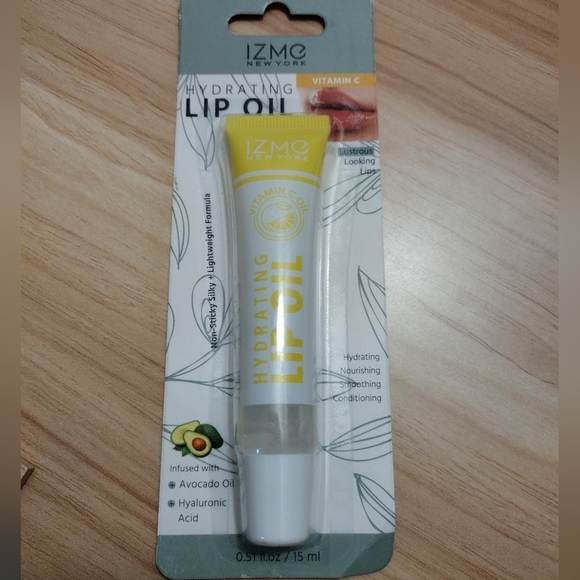 IZMe
NEW YORK
HYDRATING
LIP OIL
VITAMIN C
Lustrous
Looking
Lips
IZMe
NEW YORK
VITAMIN C OIL
HYDRATING
LIP OIL
Non-Sticky Silky + Lightweight Formula
Hydrating
Nourishing
Smoothing
Conditioning
Infused with
Avocado Oil
Hyaluronic
Acid
0.51 fl.oz / 15 ml